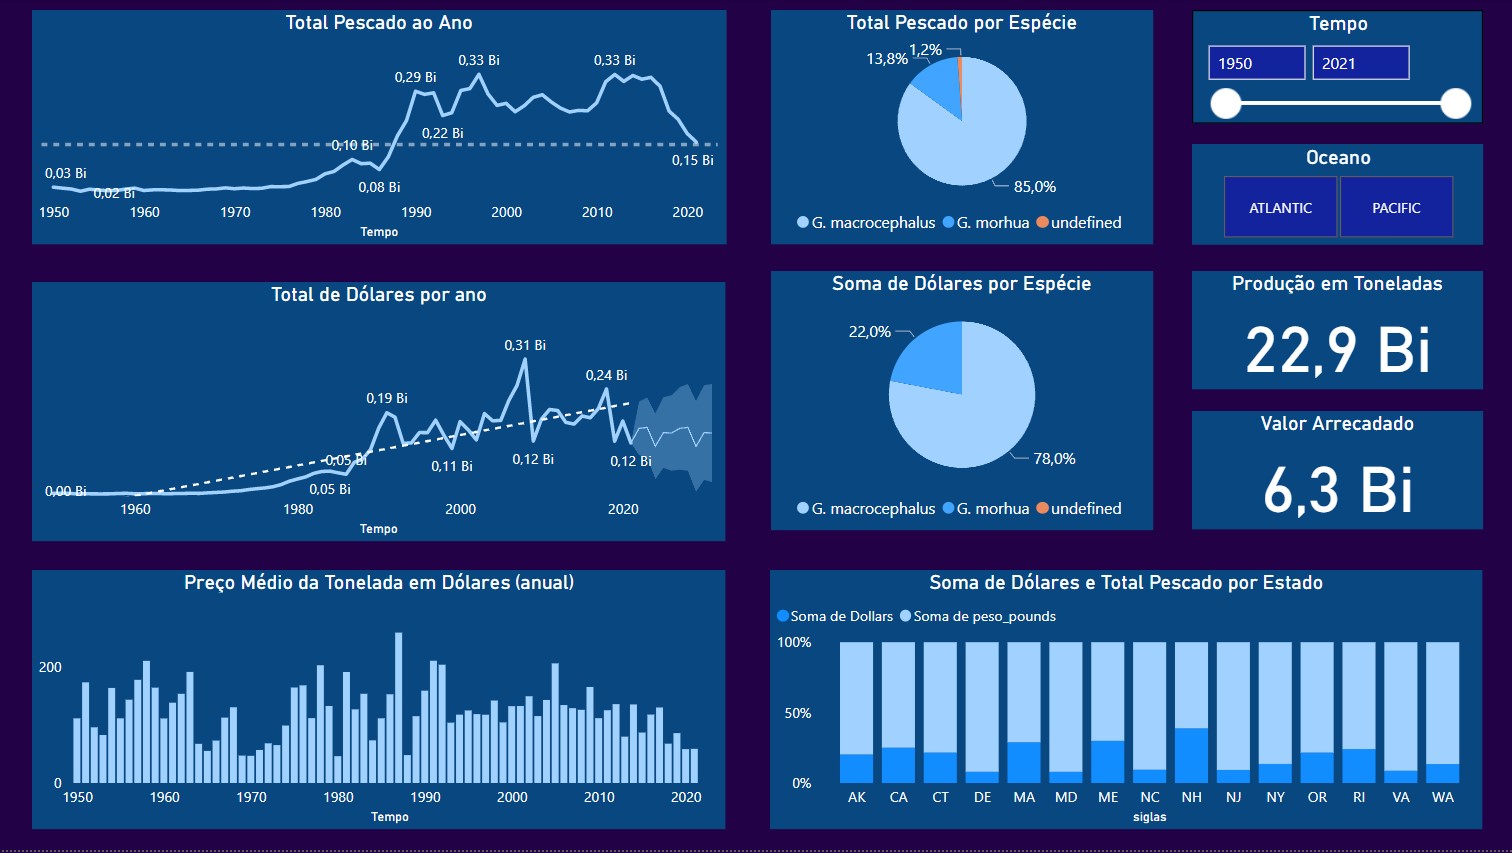 Total Pescado ao Ano
0,33 Bi
0,33 Bi
0,29 Bi
0,22 Bi
0,10 Bi
0,15 Bi
0,03 Bi
0,08 Bi
0,02 Bi
1950 1960 1970 1980 1990 2000 2010 2020
Tempo
Total Pescado por Espécie
1,2%
13,8%
85,0%
G. macrocephalus G. morhua undefined
Tempo
1950 2021
Oceano
ATLANTIC PACIFIC
Total de Dólares por ano
0,31 Bi
0,24 Bi
0,19 Bi
0,05 Bi
0,11 Bi
0,12 Bi
0,12 Bi
0,00 Bi
0,05 Bi
1960 1980 2000 2020
Tempo
Soma de Dólares por Espécie
22,0%
78,0%
G. macrocephalus G. morhua undefined
Produção em Toneladas
22,9 Bi
Valor Arrecadado
6,3 Bi
Preço Médio da Tonelada em Dólares (anual)
200
0
1950 1960 1970 1980 1990 2000 2010 2020
Tempo
Soma de Dólares e Total Pescado por Estado
Soma de Dollars Soma de peso_pounds
100%
50%
0%
AK CA CT DE MA MD ME NC NH NJ NY OR RI VA WA
siglas